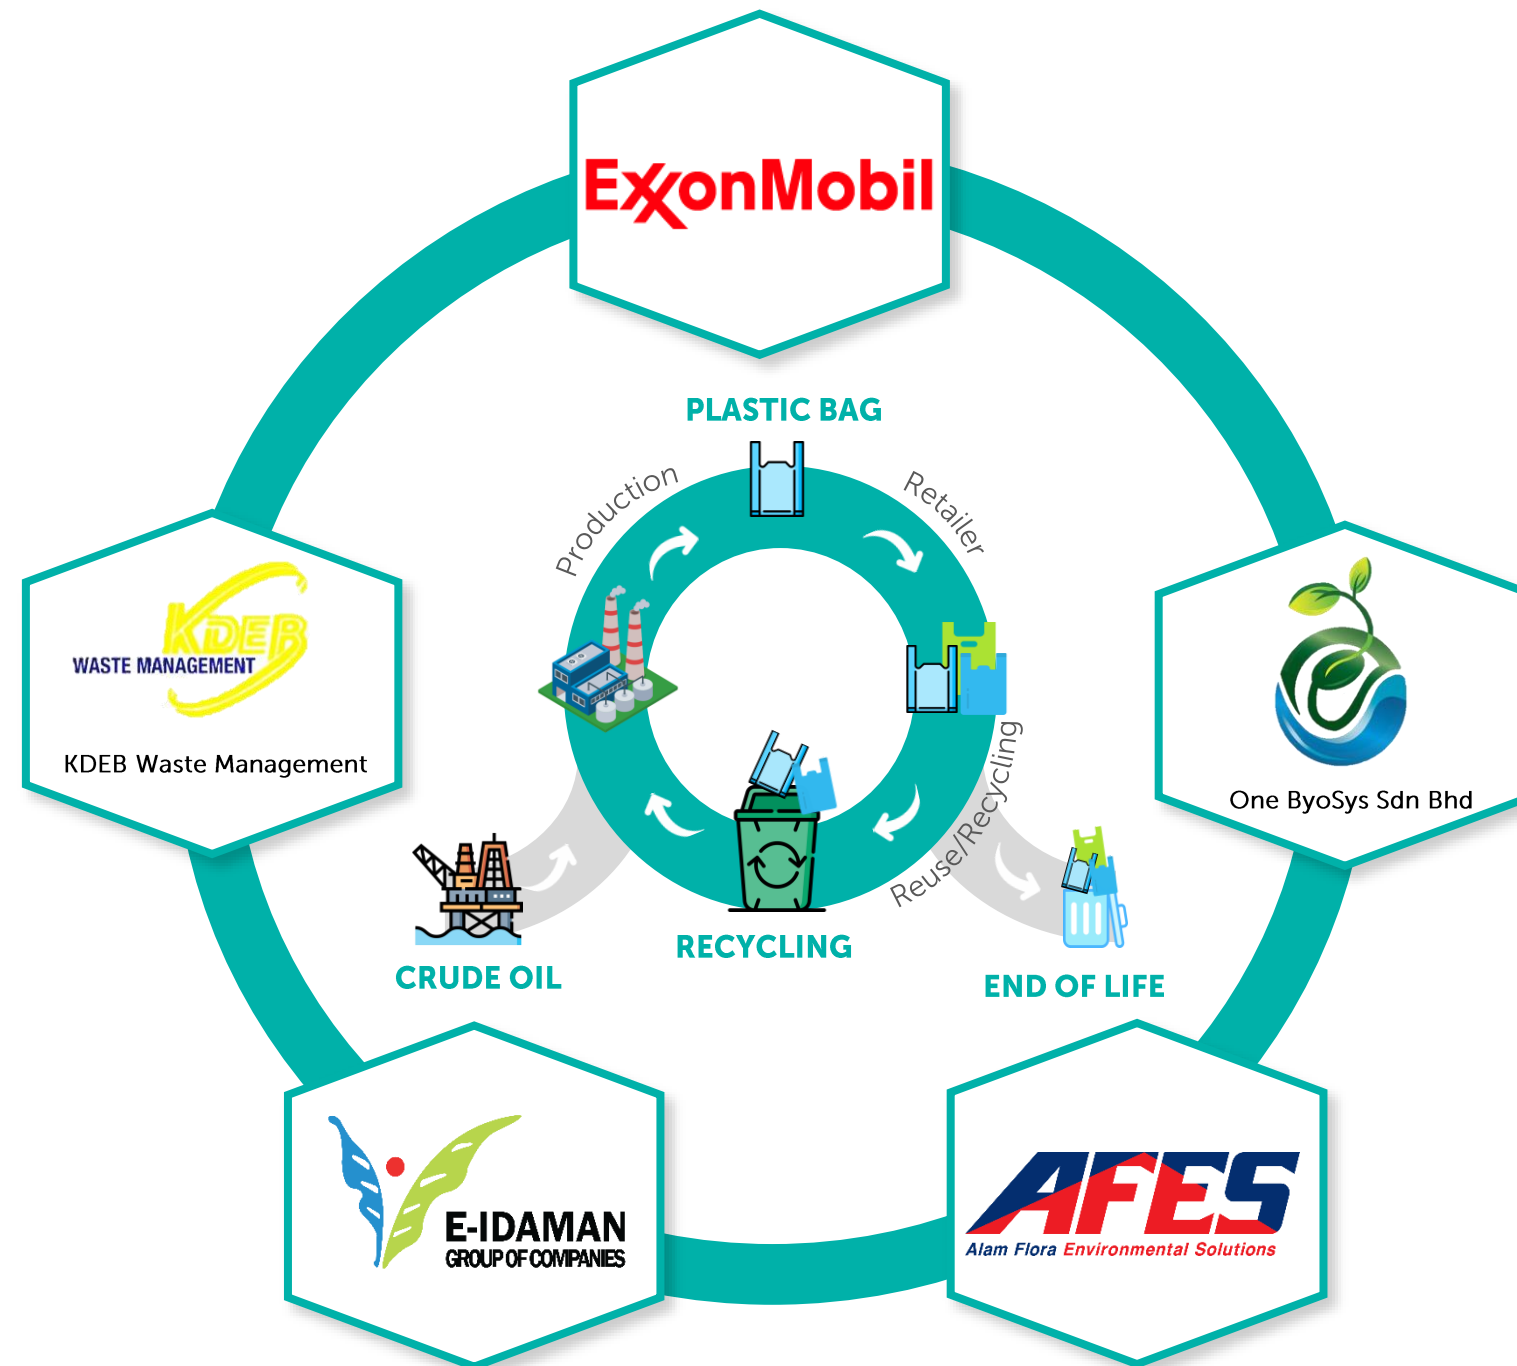 ExxonMobil
PLASTIC BAG
Production
Retailer
KDEB
WASTE MANAGEMENT
KDEB Waste Management
One ByoSys Sdn Bhd
Reuse/Recycling
RECYCLING
CRUDE OIL
END OF LIFE
E-IDAMAN
GROUP OF COMPANIES
AFES
Alam Flora Environmental Solutions